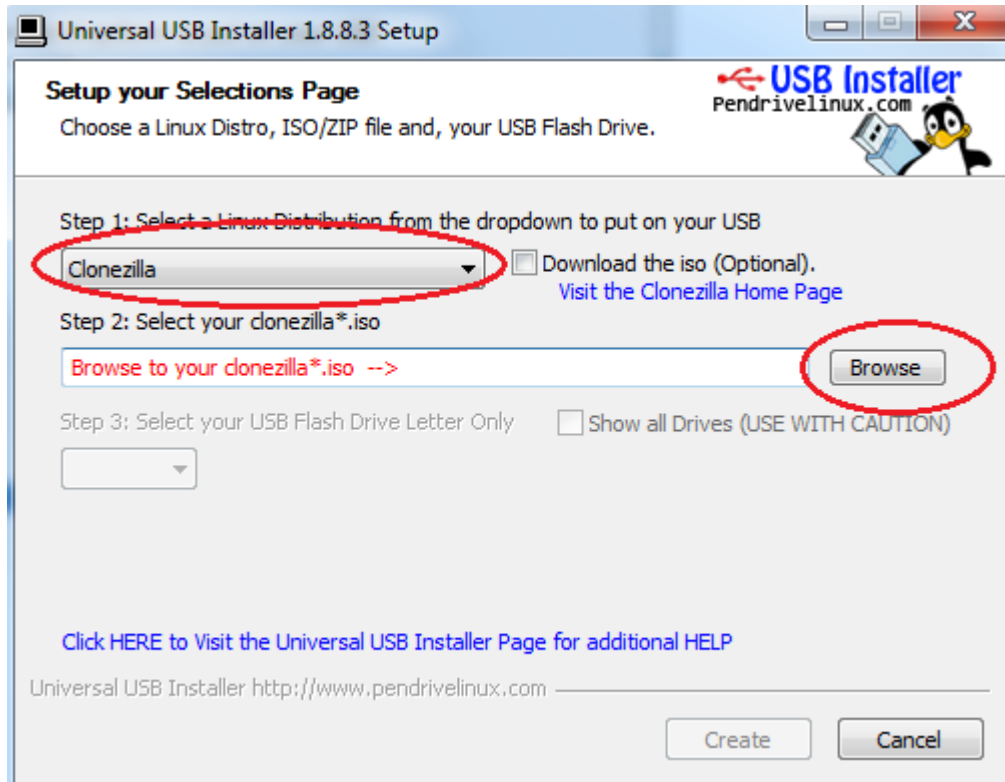 Universal USB Installer 1.8.8.3 Setup
Setup your Selections Page
Choose a Linux Distro, ISO/ZIP file and, your USB Flash Drive.
USB Installer
Pendrivelinux.com
Step 1: Select a Linux Distribution from the dropdown to put on your USB
Clonezilla
Download the iso (Optional).
Visit the Clonezilla Home Page
Step 2: Select your clonezilla*.iso
Browse to your clonezilla*.iso -->
Browse
Step 3: Select your USB Flash Drive Letter Only
Show all Drives (USE WITH CAUTION)
Click HERE to Visit the Universal USB Installer Page for additional HELP
Universal USB Installer http://www.pendrivelinux.com
Create
Cancel